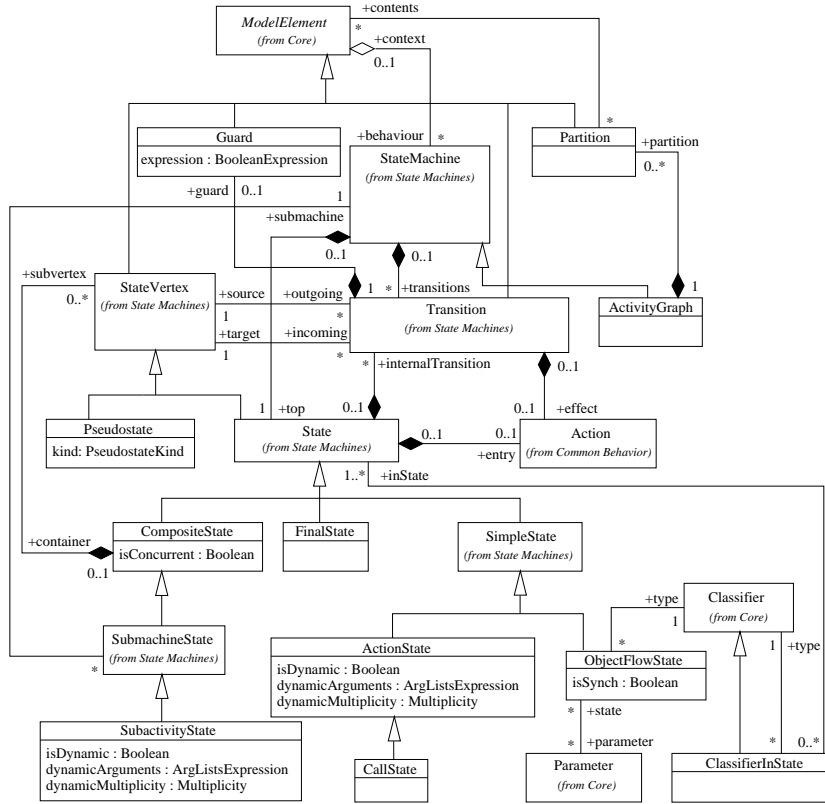 +contents
ModelElement
(from Core)
*
+context
0..1
Guard
expression : BooleanExpression
+behaviour
*
*
Partition
+partition
0..*
StateMachine
(from State Machines)
+guard
0..1
1
+submachine
0..1
0..1
+subvertex
0..*
StateVertex
(from State Machines)
+source
1
+outgoing
*
1
*
+transitions
Transition
(from State Machines)
1
ActivityGraph
+target
1
+incoming
*
*
+internalTransition
0..1
0..1
1
+top
0..1
+effect
Pseudostate
kind: PseudostateKind
State
(from State Machines)
0..1
0..1
+entry
Action
(from Common Behavior)
1..*
+inState
+container
0..1
CompositeState
isConcurrent : Boolean
FinalState
SimpleState
(from State Machines)
+type
1
Classifier
(from Core)
*
SubmachineState
(from State Machines)
*
ActionState
isDynamic : Boolean
dynamicArguments : ArgListsExpression
dynamicMultiplicity : Multiplicity
ObjectFlowState
isSynch : Boolean
1
+type
*
+state
SubactivityState
isDynamic : Boolean
dynamicArguments : ArgListsExpression
dynamicMultiplicity : Multiplicity
CallState
*
+parameter
Parameter
(from Core)
*
0..*
ClassifierInState